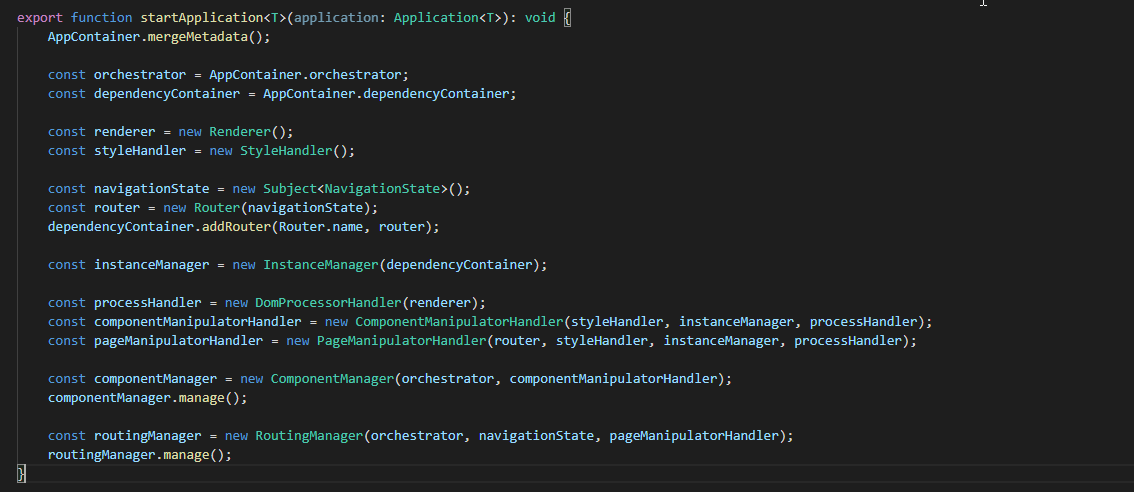 export function startApplication<T>(application: Application<T>): void {
    AppContainer.mergeMetadata();

    const orchestrator = AppContainer.orchestrator;
    const dependencyContainer = AppContainer.dependencyContainer;

    const renderer = new Renderer();
    const styleHandler = new StyleHandler();

    const navigationState = new Subject<NavigationState>();
    const router = new Router(navigationState);
    dependencyContainer.addRouter(Router.name, router);

    const instanceManager = new InstanceManager(dependencyContainer);

    const processHandler = new DomProcessorHandler(renderer);
    const componentManipulatorHandler = new ComponentManipulatorHandler(styleHandler, instanceManager, processHandler);
    const pageManipulatorHandler = new PageManipulatorHandler(router, styleHandler, instanceManager, processHandler);

    const componentManager = new ComponentManager(orchestrator, componentManipulatorHandler);
    componentManager.manage();

    const routingManager = new RoutingManager(orchestrator, navigationState, pageManipulatorHandler);
    routingManager.manage();
}